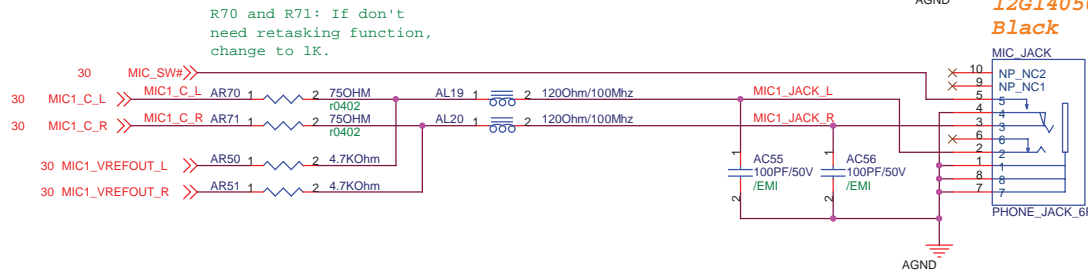 AGND
12G14050
Black
R70 and R71: If don't
need retasking function,
change to 1K.
MIC_JACK
30 MIC_SW#
10 NP_NC2
9 NP_NC1
30 MIC1_C_L MIC1_C_L AR70 1 2 75OHM AL19 1 2 120Ohm/100Mhz MIC1_JACK_L 5 5
r0402
4 4
30 MIC1_C_R MIC1_C_R AR71 1 2 75OHM AL20 1 2 120Ohm/100Mhz MIC1_JACK_R 3 3
r0402
6 6
2 2
30 MIC1_VREFOUT_L AR50 1 2 4.7KOhm
1 1
8 8
30 MIC1_VREFOUT_R AR51 1 2 4.7KOhm
7 7
1 AC55 1 AC56
100PF/50V 100PF/50V
/EMI /EMI
2 2
PHONE_JACK_6P
AGND